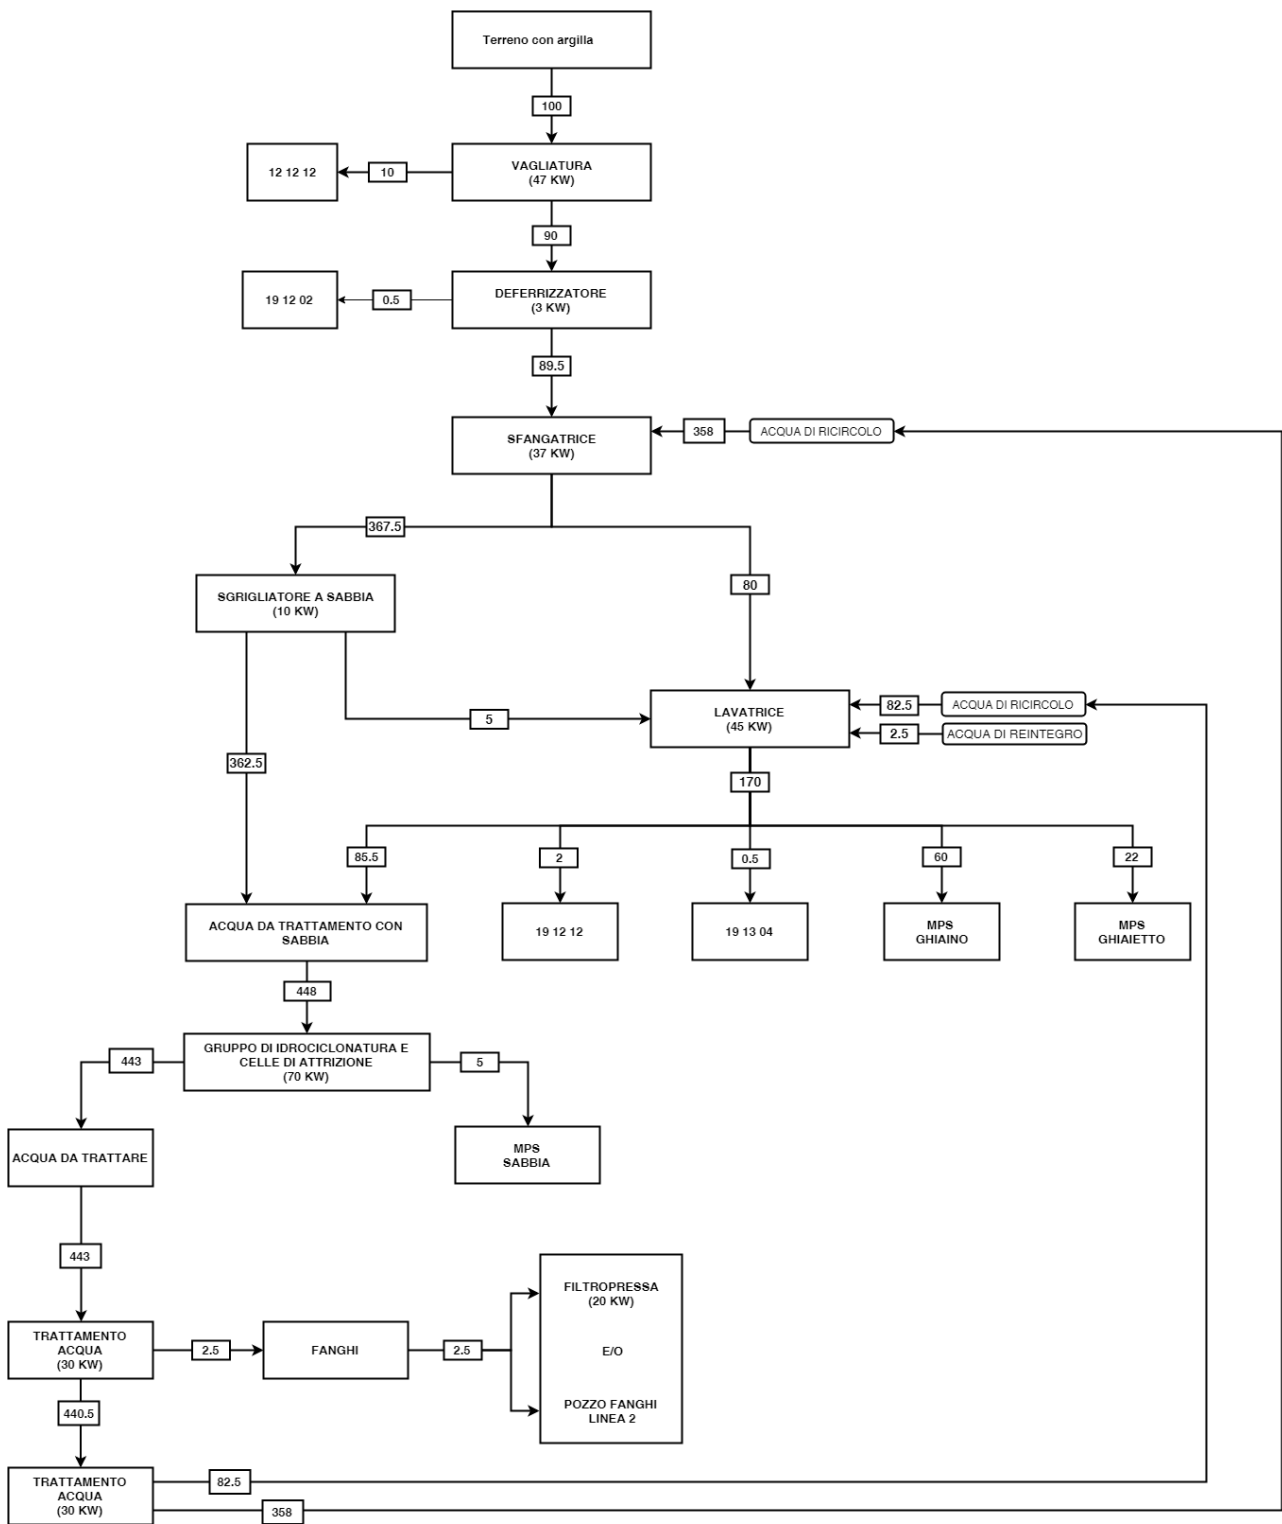 Terreno con argilla
100
VAGLIATURA
(47 KW)
10
12 12 12
90
DEFERRIZZATORE
(3 KW)
0.5
19 12 02
89.5
SFANGATRICE
(37 KW)
358
ACQUA DI RICIRCOLO
367.5
80
SGRIGLIATORE A SABBIA
(10 KW)
5
LAVATRICE
(45 KW)
82.5
ACQUA DI RICIRCOLO
2.5
ACQUA DI REINTEGRO
362.5
170
85.5
2
0.5
60
22
ACQUA DA TRATTAMENTO CON
SABBIA
19 12 12
19 13 04
MPS
GHIAINO
MPS
GHIAIETTO
448
GRUPPO DI IDROCICLONATURA E
CELLE DI ATTRIZIONE
(70 KW)
443
5
ACQUA DA TRATTARE
MPS
SABBIA
443
TRATTAMENTO
ACQUA
(30 KW)
2.5
FANGHI
2.5
FILTROPRESSA
(20 KW)
E/O
POZZO FANGHI
LINEA 2
440.5
TRATTAMENTO
ACQUA
(30 KW)
82.5
358